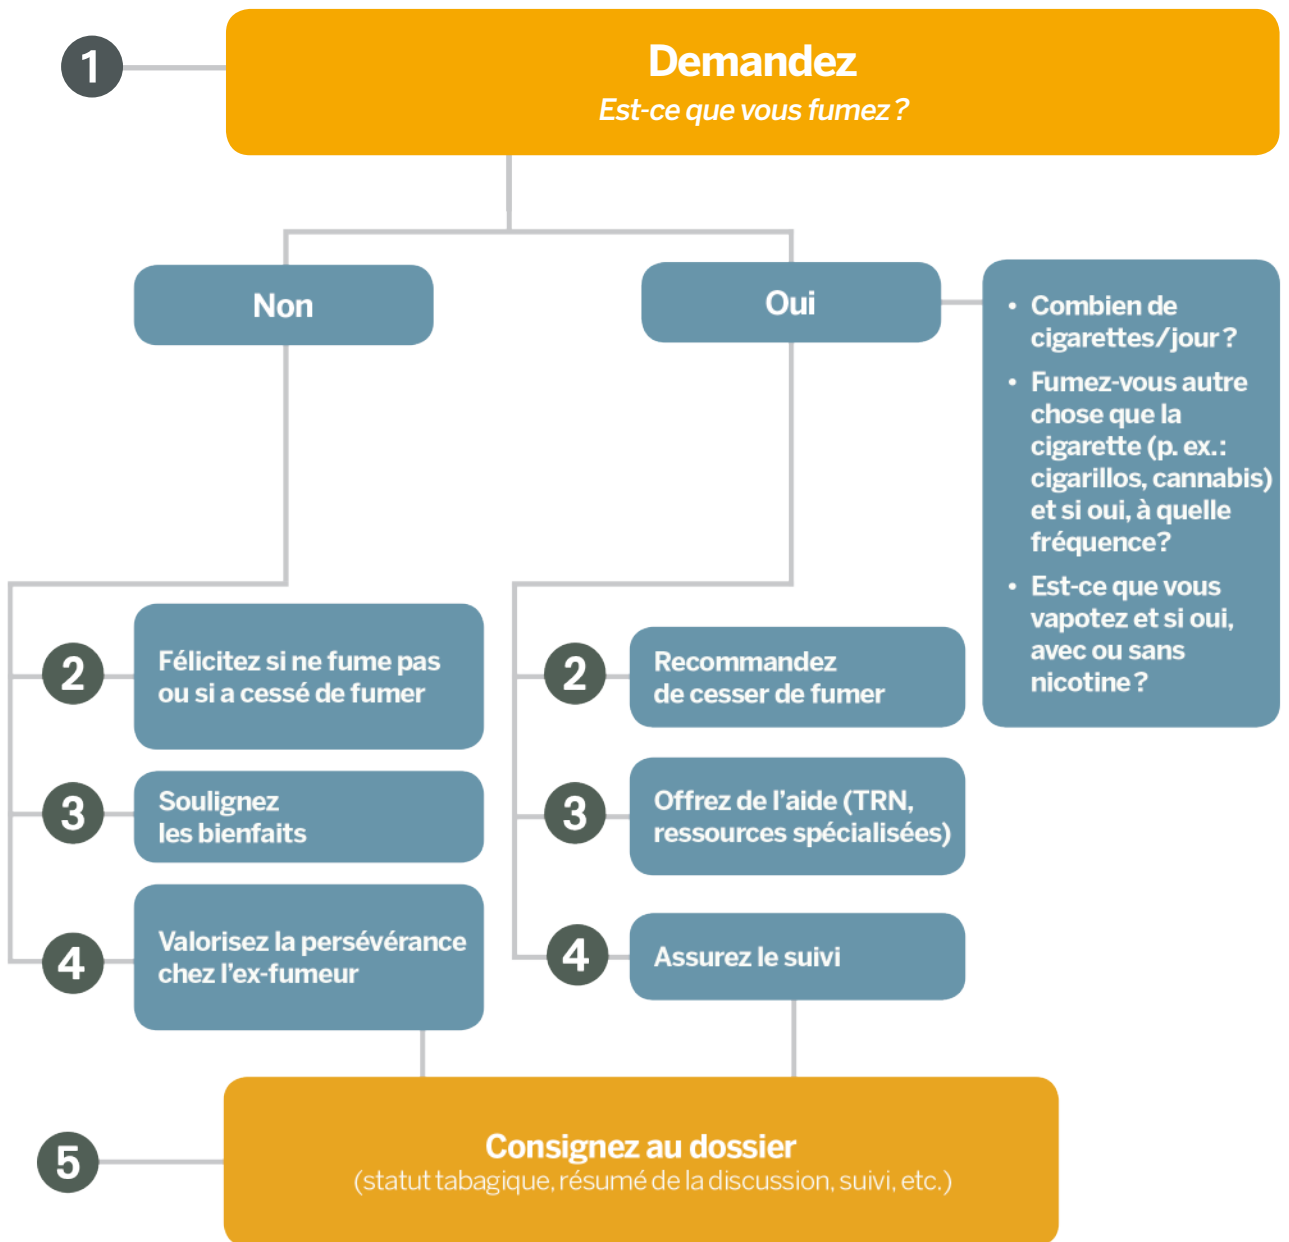 1
Demandez
Est-ce que vous fumez ?
Non
Oui
• Combien de
cigarettes/jour ?
• Fumez-vous autre
chose que la
cigarette (p. ex. :
cigarillos, cannabis)
et si oui, à quelle
fréquence?
• Est-ce que vous
vapotez et si oui,
avec ou sans
nicotine ?
2
Félicitez si ne fume pas
ou si a cessé de fumer
3
Soulignez
les bienfaits
4
Valorisez la persévérance
chez l’ex-fumeur
2
Recommandez
de cesser de fumer
3
Offrez de l’aide (TRN,
ressources spécialisées)
4
Assurez le suivi
5
Consignez au dossier
(statut tabagique, résumé de la discussion, suivi, etc.)